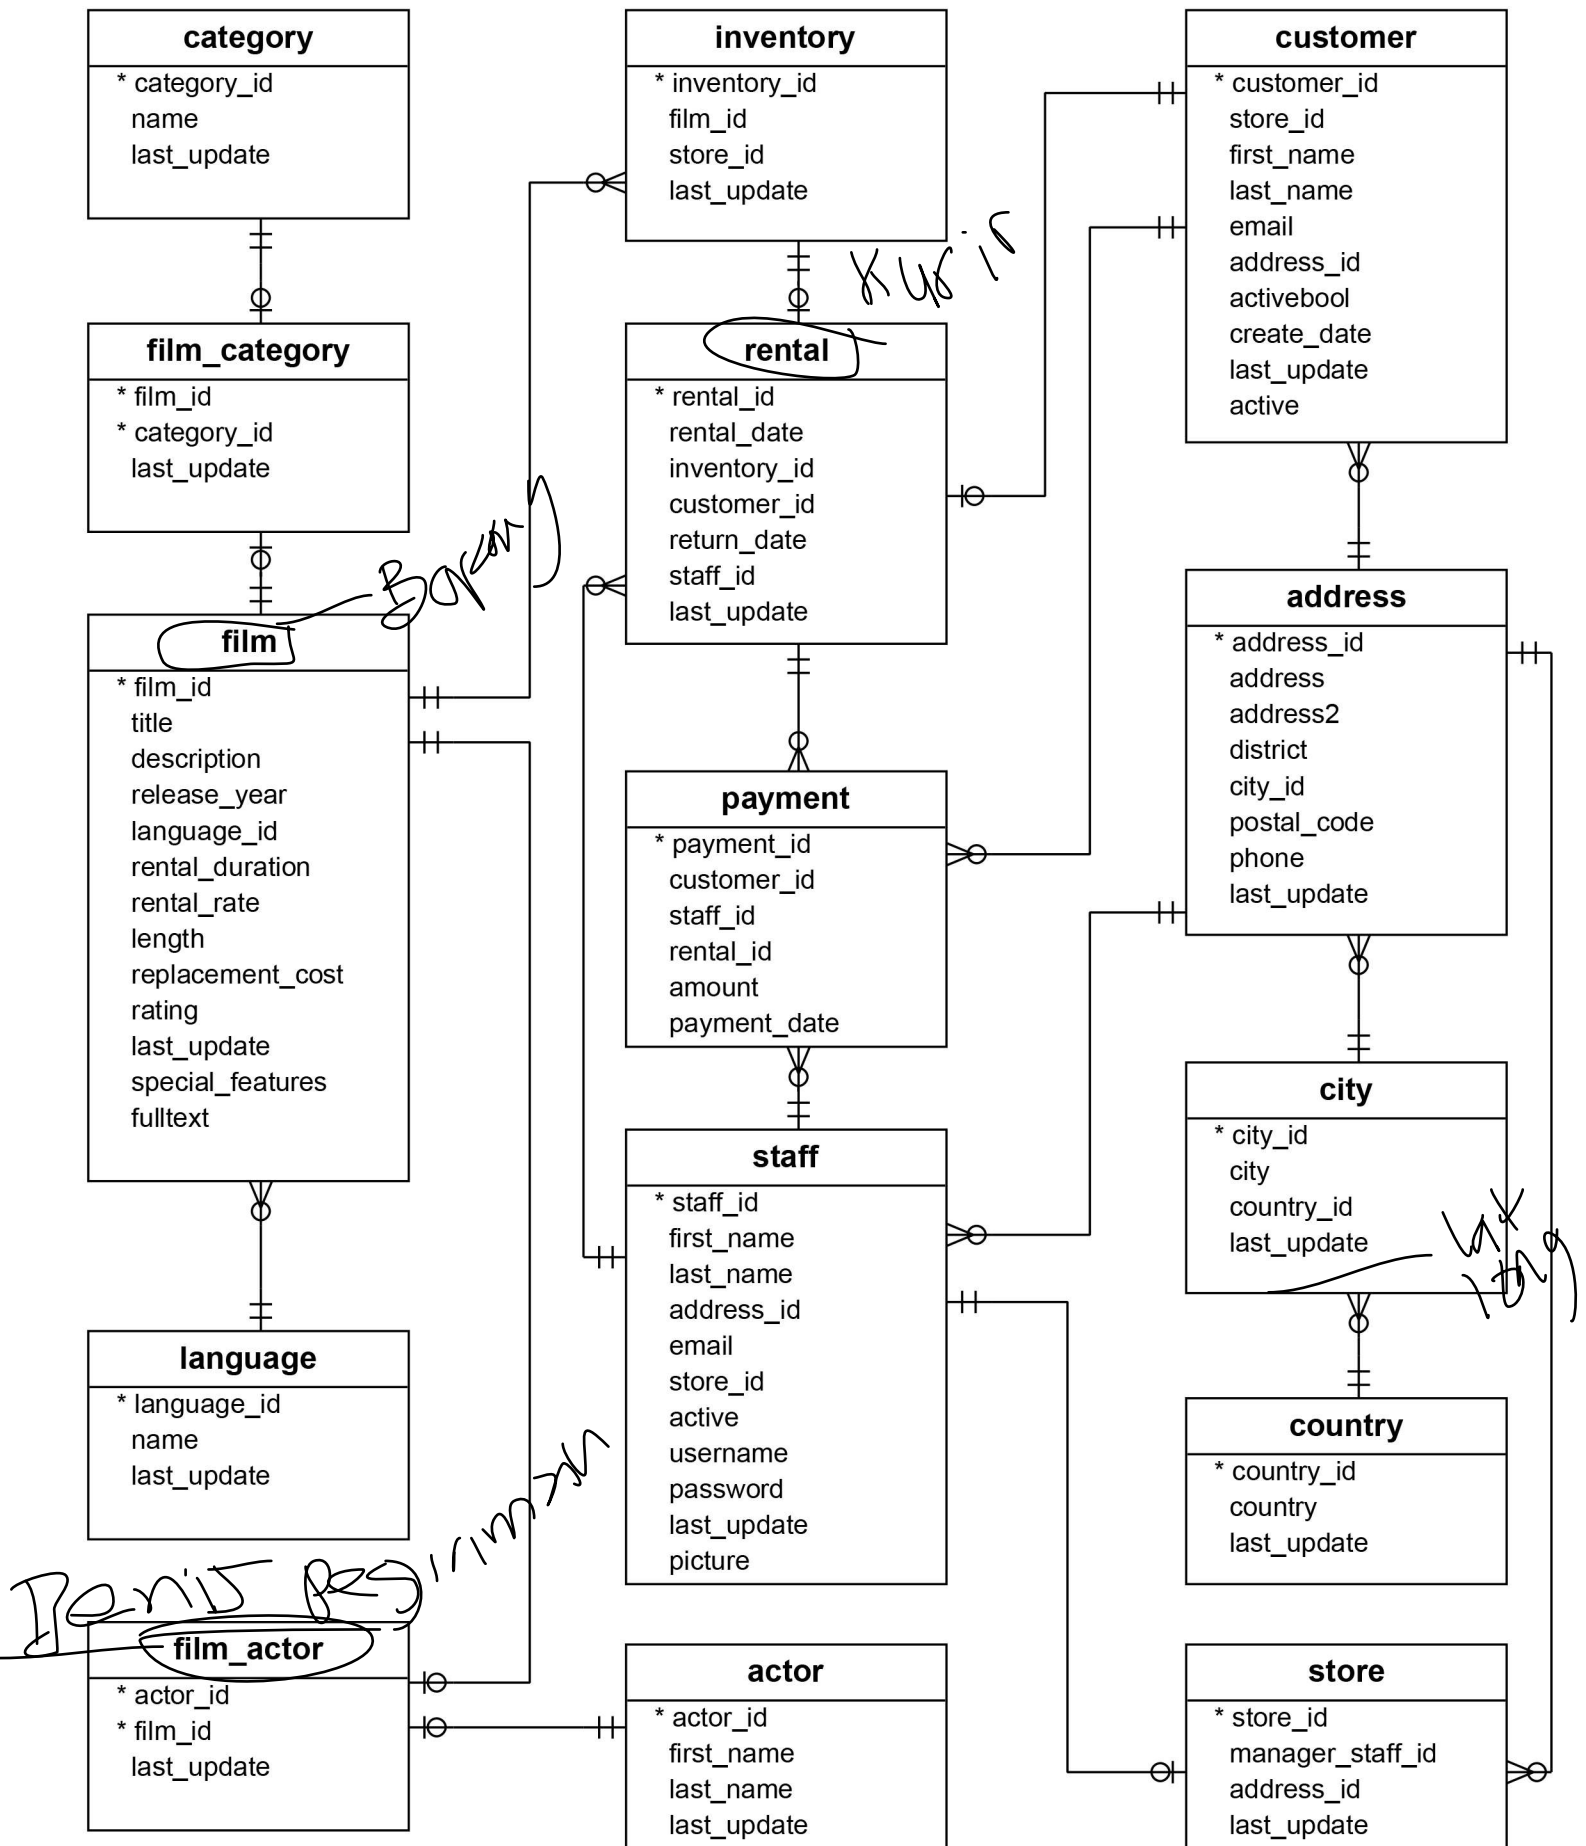 category
* category_id
name
last_update
film_category
* film_id
* category_id
last_update
Barang
film
* film_id
title
description
release_year
language_id
rental_duration
rental_rate
length
replacement_cost
rating
last_update
special_features
fulltext
language
* language_id
name
last_update
Jenis pengiriman
film_actor
* actor_id
* film_id
last_update
inventory
* inventory_id
film_id
store_id
last_update
Kurir
rental
* rental_id
rental_date
inventory_id
customer_id
return_date
staff_id
last_update
payment
* payment_id
customer_id
staff_id
rental_id
amount
payment_date
staff
* staff_id
first_name
last_name
address_id
email
store_id
active
username
password
last_update
picture
actor
* actor_id
first_name
last_name
last_update
customer
* customer_id
store_id
first_name
last_name
email
address_id
activebool
create_date
last_update
active
address
* address_id
address
address2
district
city_id
postal_code
phone
last_update
city
* city_id
city
country_id
last_update
country
* country_id
country
last_update
store
* store_id
manager_staff_id
address_id
last_update